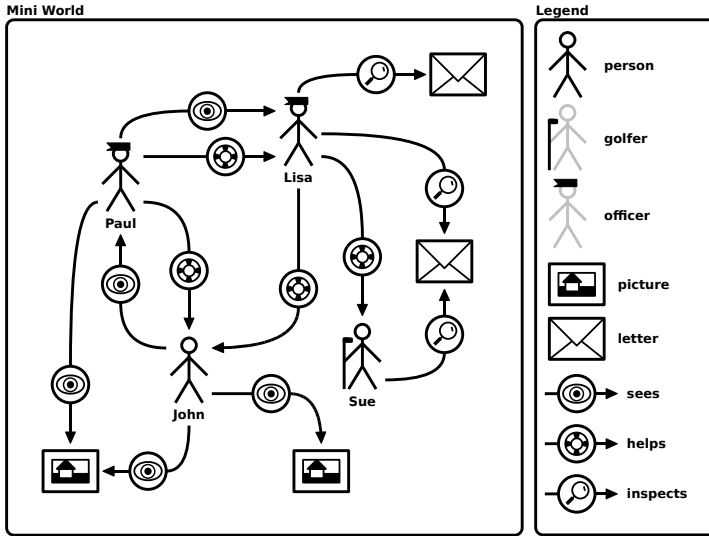 Mini World
Legend
person
golfer
officer
picture
letter
sees
helps
inspects
Lisa
Paul
John
Sue